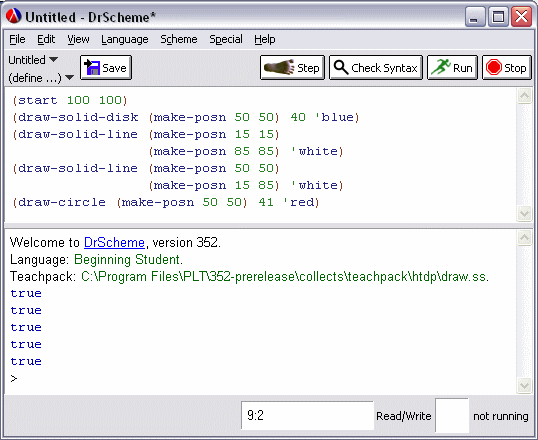 Untitled - DrScheme*
File Edit View Language Scheme Special Help
Untitled
(define ...)
Save
Step
Check Syntax
Run
Stop
(start 100 100)
(draw-solid-disk (make-posn 50 50) 40 'blue)
(draw-solid-line (make-posn 15 15)
(make-posn 85 85) 'white)
(draw-solid-line (make-posn 50 50)
(make-posn 15 85) 'white)
(draw-circle (make-posn 50 50) 41 'red)
Welcome to DrScheme, version 352.
Language: Beginning Student.
Teachpack: C:\Program Files\PLT\352-prerelease\collects\teachpack\htdp\draw.ss.
true
true
true
true
true
>
9:2
Read/Write
not running